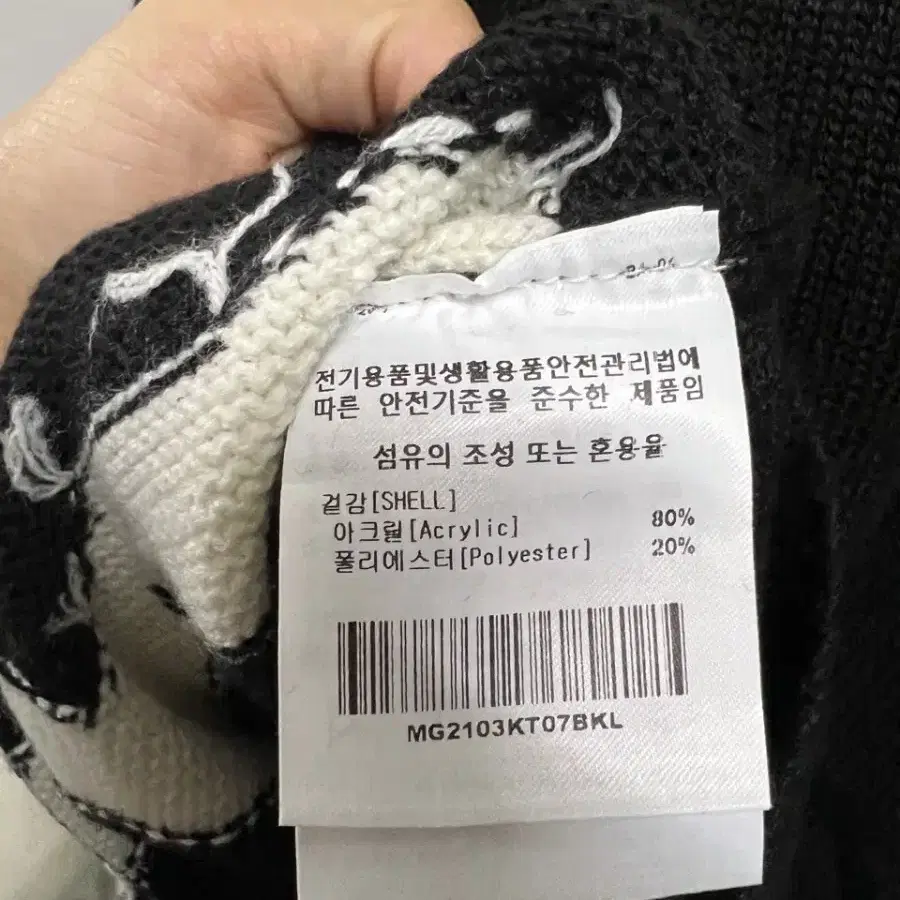 전기용품및생활용품안전관리법에
따른 안전기준을 준수한 제품임
섬유의 조성 또는 혼용율
겉감[SHELL]
아크릴[Acrylic] 80%
폴리에스터[Polyester] 20%
MG2103KT07BKL